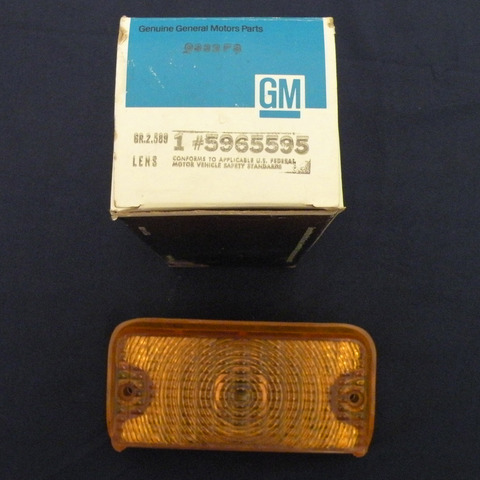 Genuine General Motors Parts
GM
GR.2.589 1 #5965595
LENS CONFORMS TO APPLICABLE U.S. FEDERAL
MOTOR VEHICLE SAFETY STANDARDS